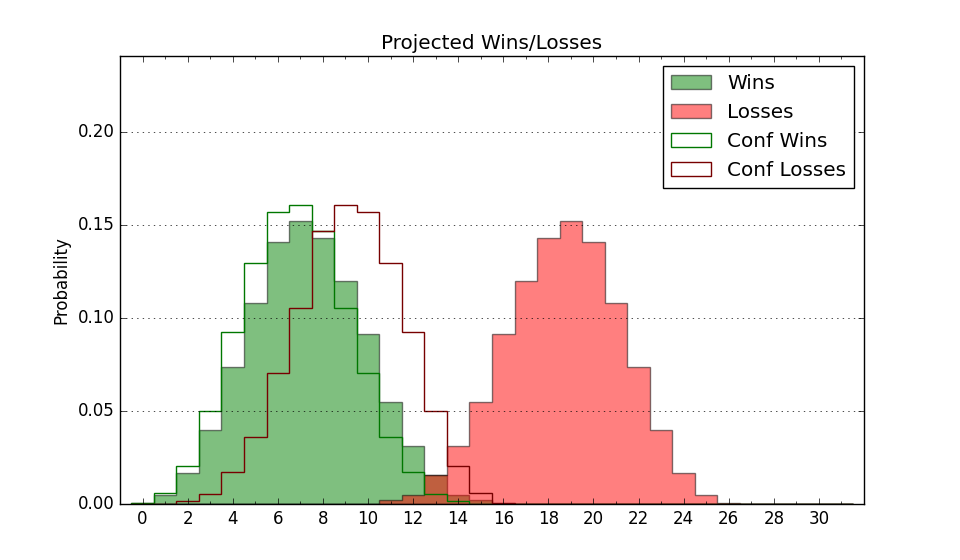 Projected Wins/Losses
Wins
Losses
Conf Wins
Conf Losses
Probability
0.20
0.15
0.10
0.05
0.00
0 2 4 6 8 10 12 14 16 18 20 22 24 26 28 30